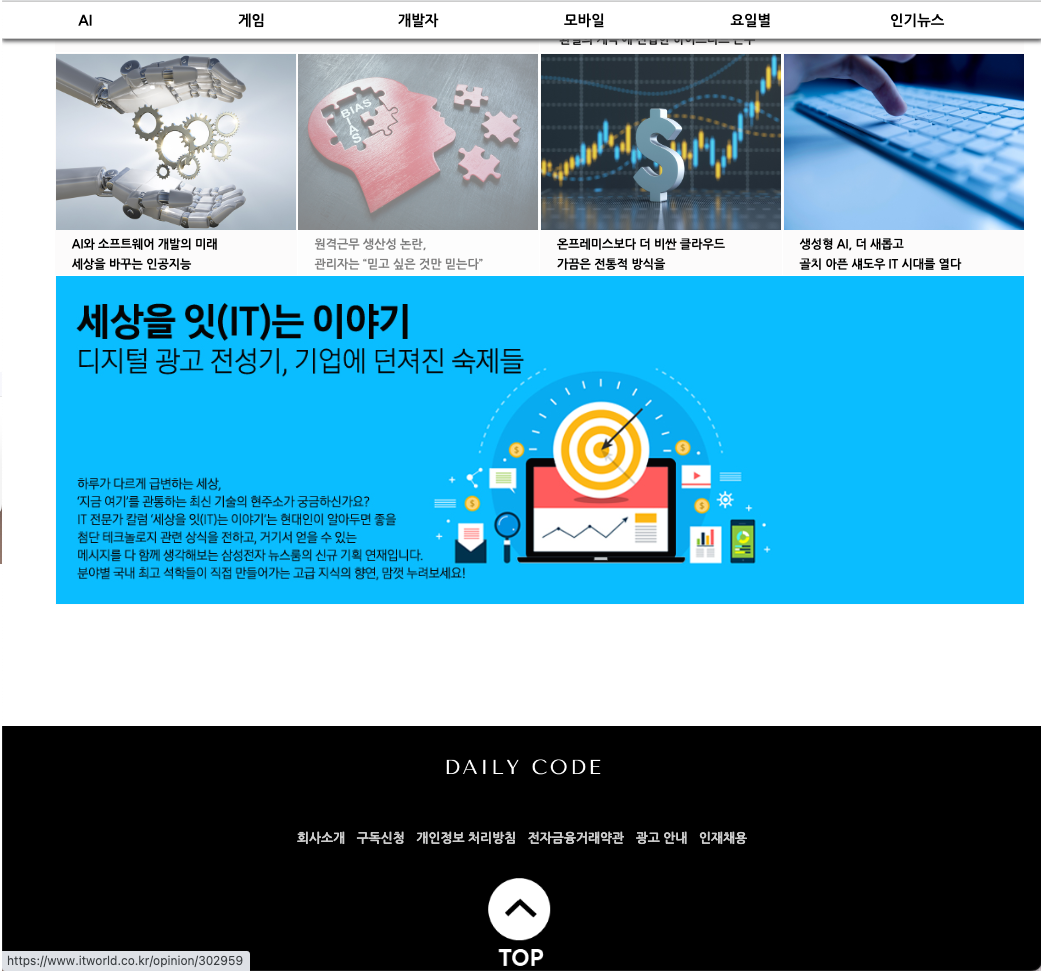 AI 게임 개발자 모바일 요일별 인기뉴스
BIAS
AI와 소프트웨어 개발의 미래
세상을 바꾸는 인공지능
원격근무 생산성 논란,
관리자는 "믿고 싶은 것만 믿는다"
온프레미스보다 더 비싼 클라우드
가끔은 전통적 방식을
생성형 AI, 더 새롭고
골치 아픈 섀도우 IT 시대를 열다
세상을 잇(IT)는 이야기
디지털 광고 전성기, 기업에 던져진 숙제들
하루가 다르게 급변하는 세상,
‘지금 여기’를 관통하는 최신 기술의 현주소가 궁금하신가요?
IT 전문가 칼럼 ‘세상을 잇(IT)는 이야기’는 현대인이 알아두면 좋을
첨단 테크놀로지 관련 상식을 전하고, 거기서 얻을 수 있는
메시지를 다 함께 생각해보는 삼성전자 뉴스룸의 신규 기획 연재입니다.
분야별 국내 최고 석학들이 직접 만들어가는 고급 지식의 향연, 맘껏 누려보세요!
DAILY CODE
회사소개 구독신청 개인정보 처리방침 전자금융거래약관 광고 안내 인재채용
TOP
https://www.itworld.co.kr/opinion/302959